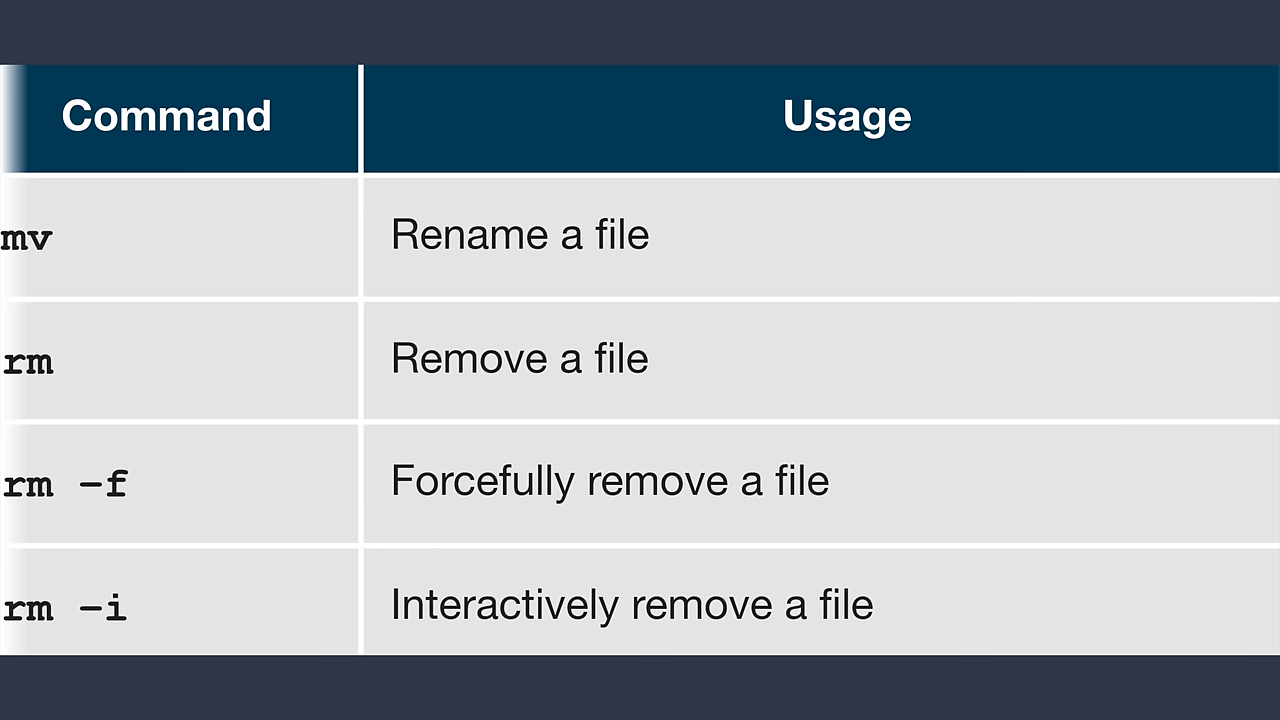 Command Usage
mv Rename a file
rm Remove a file
rm –f Forcefully remove a file
rm –i Interactively remove a file